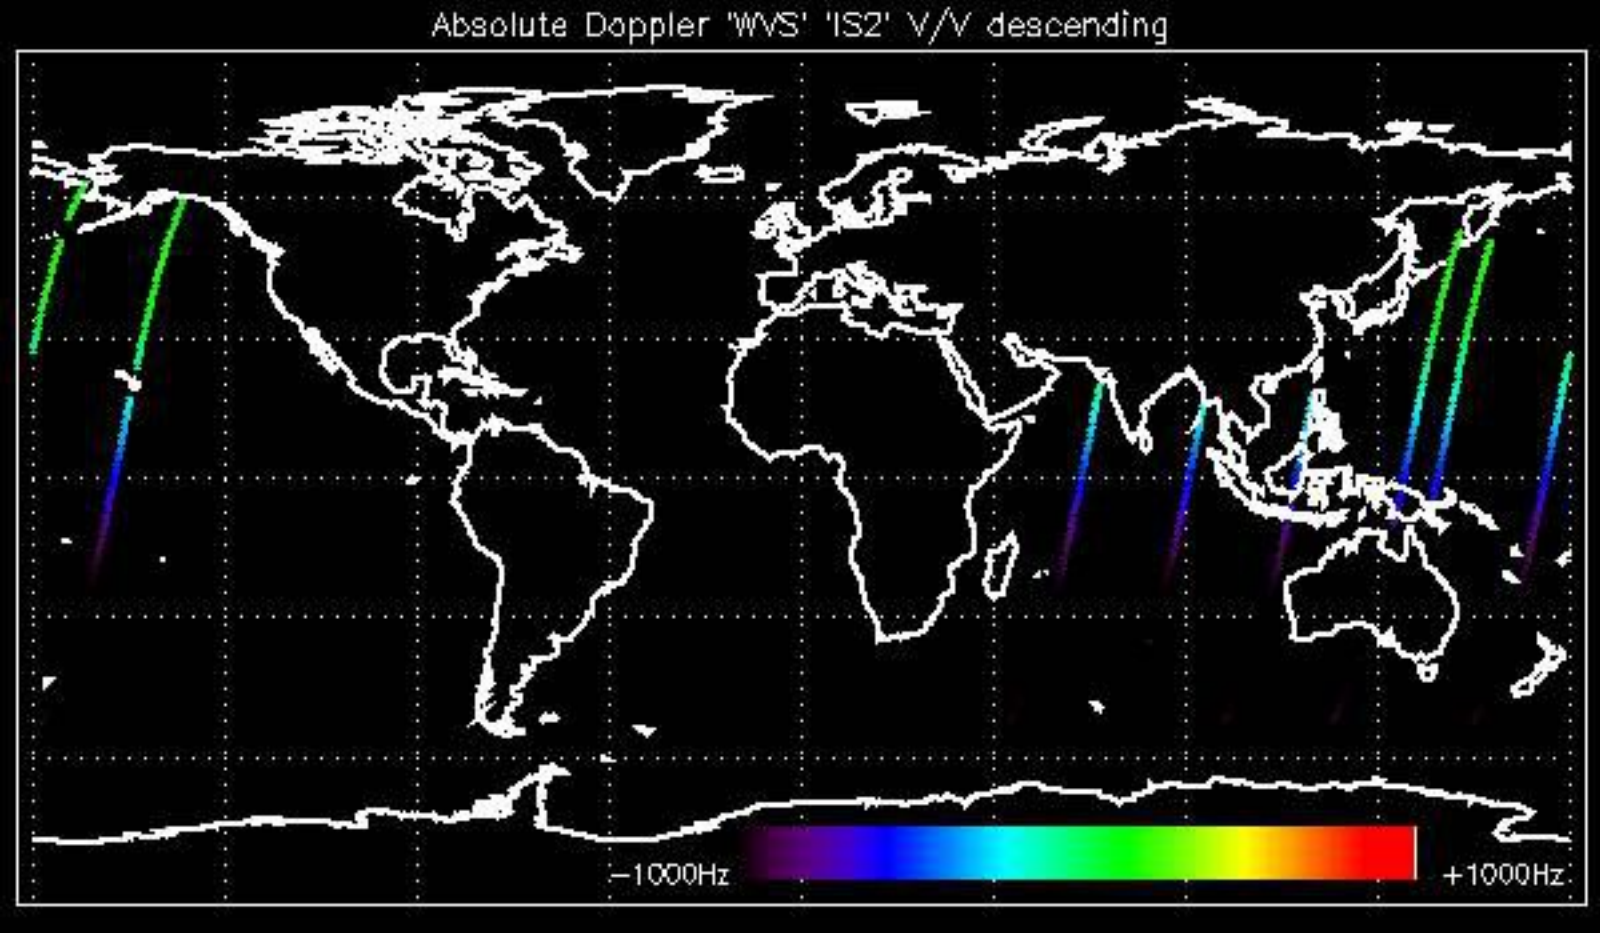 Absolute Doppler 'WVS' 'IS2' V/V descending
−1000Hz
+1000Hz